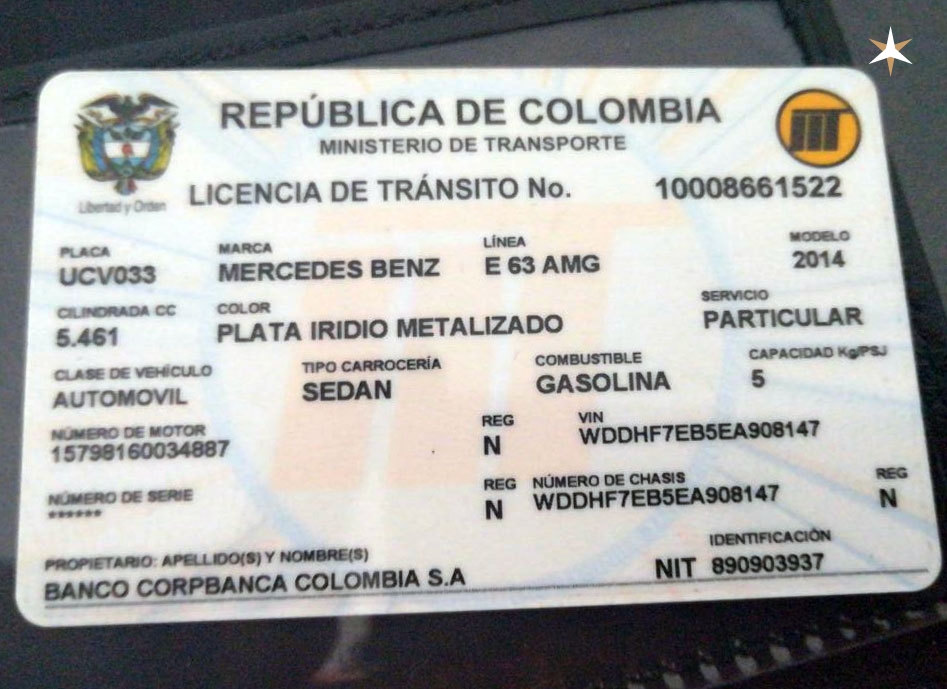 REPÚBLICA DE COLOMBIA
MINISTERIO DE TRANSPORTE
Libertad y Orden
LICENCIA DE TRÁNSITO No. 10008661522
PLACA MARCA LÍNEA MODELO
UCV033 MERCEDES BENZ E 63 AMG 2014
CILINDRADA CC COLOR SERVICIO
5.461 PLATA IRIDIO METALIZADO PARTICULAR
CLASE DE VEHÍCULO TIPO CARROCERÍA COMBUSTIBLE CAPACIDAD Kg/PSJ
AUTOMOVIL SEDAN GASOLINA 5
NÚMERO DE MOTOR REG VIN
15798160034887 N WDDHF7EB5EA908147
NÚMERO DE SERIE REG NÚMERO DE CHASIS REG
****** N WDDHF7EB5EA908147 N
PROPIETARIO: APELLIDO(S) Y NOMBRE(S) IDENTIFICACIÓN
BANCO CORPBANCA COLOMBIA S.A NIT 890903937